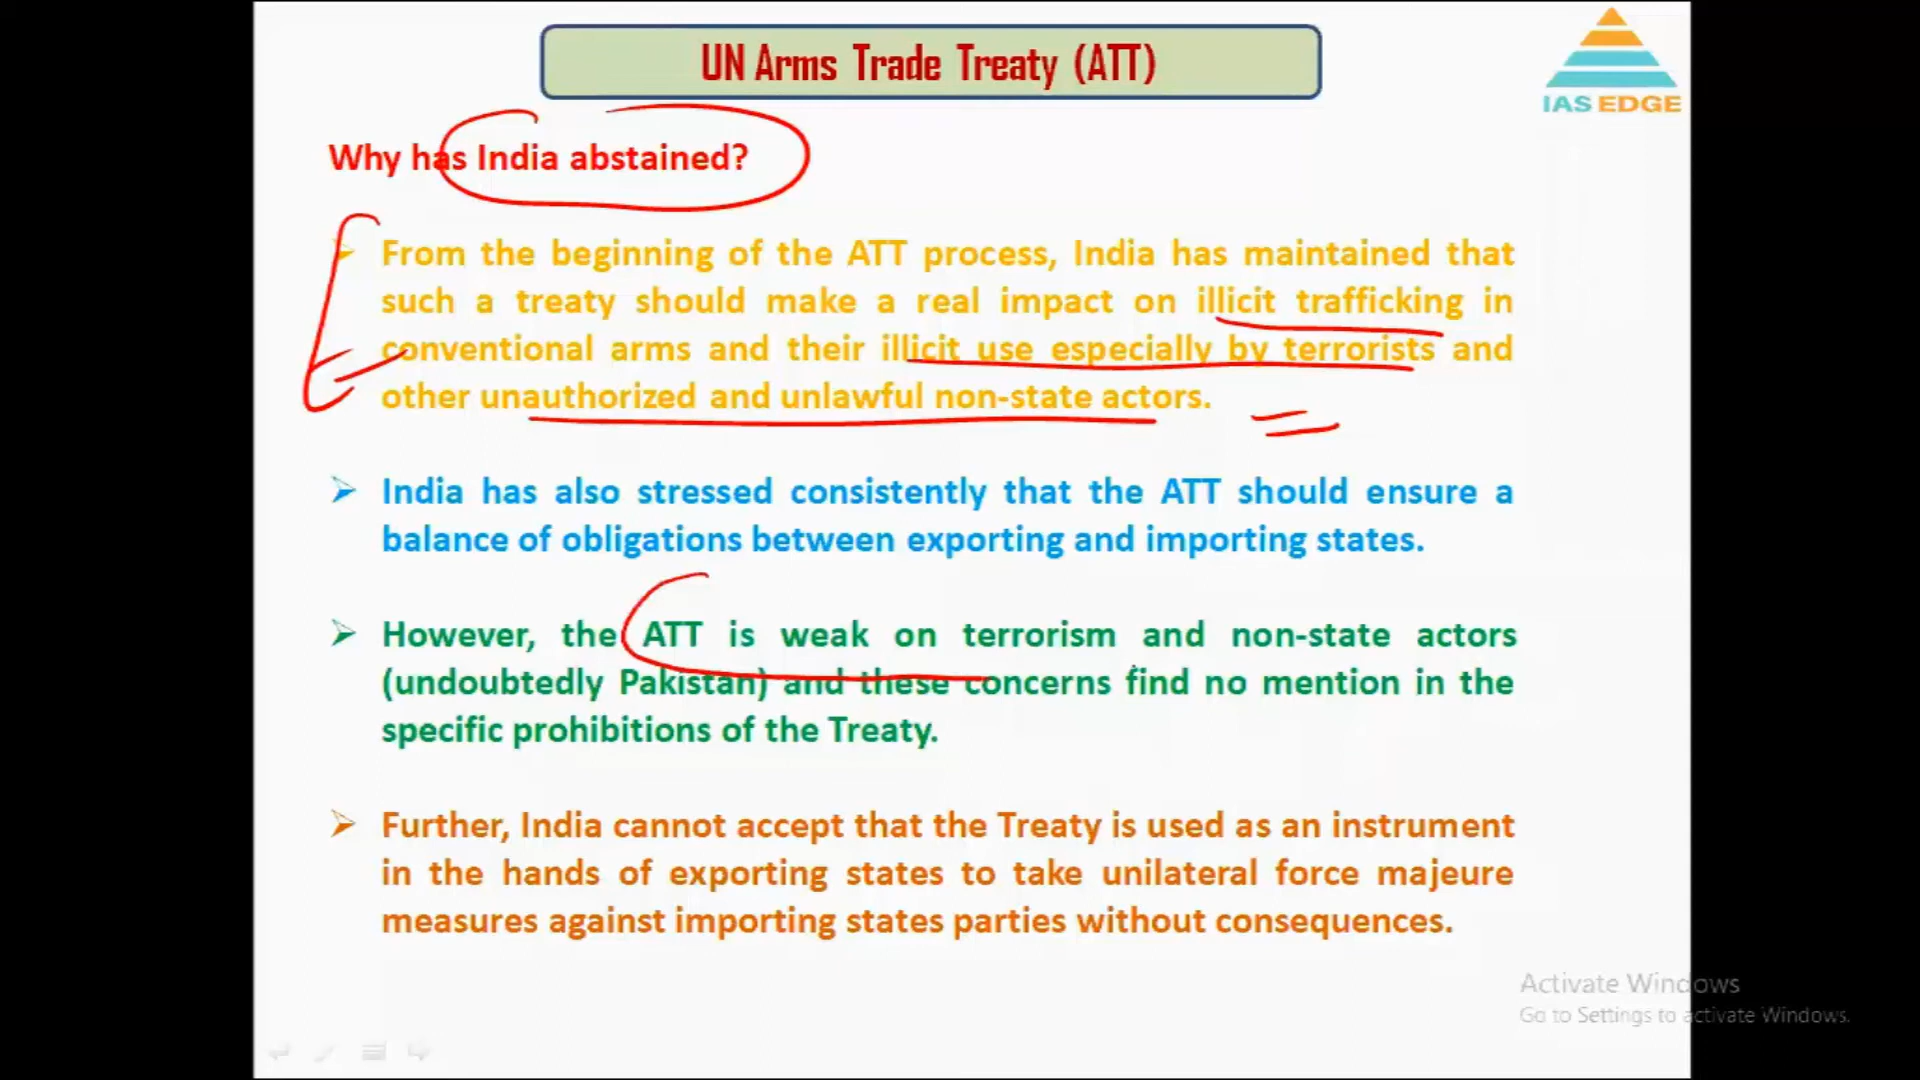 UN Arms Trade Treaty (ATT)
IAS EDGE
Why has India abstained?
From the beginning of the ATT process, India has maintained that
such a treaty should make a real impact on illicit trafficking in
conventional arms and their illicit use especially by terrorists and
other unauthorized and unlawful non-state actors.
India has also stressed consistently that the ATT should ensure a
balance of obligations between exporting and importing states.
However, the ATT is weak on terrorism and non-state actors
(undoubtedly Pakistan) and these concerns find no mention in the
specific prohibitions of the Treaty.
Further, India cannot accept that the Treaty is used as an instrument
in the hands of exporting states to take unilateral force majeure
measures against importing states parties without consequences.
Activate Windows
Go to Settings to activate Windows.